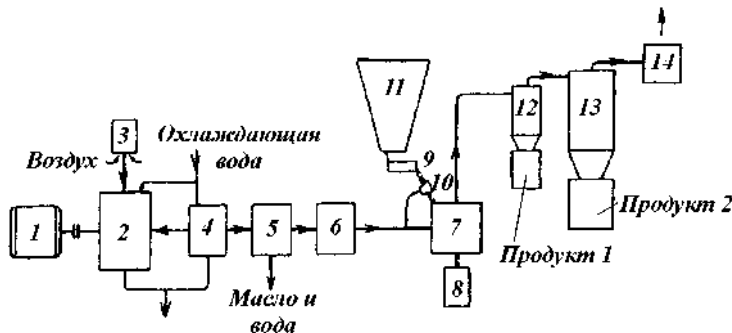 14
11
12
13
3
Охлаждающая
Воздух
вода
9
10
1
2
4
5
6
7
8
Продукт 2
Продукт 1
Масло и
вода